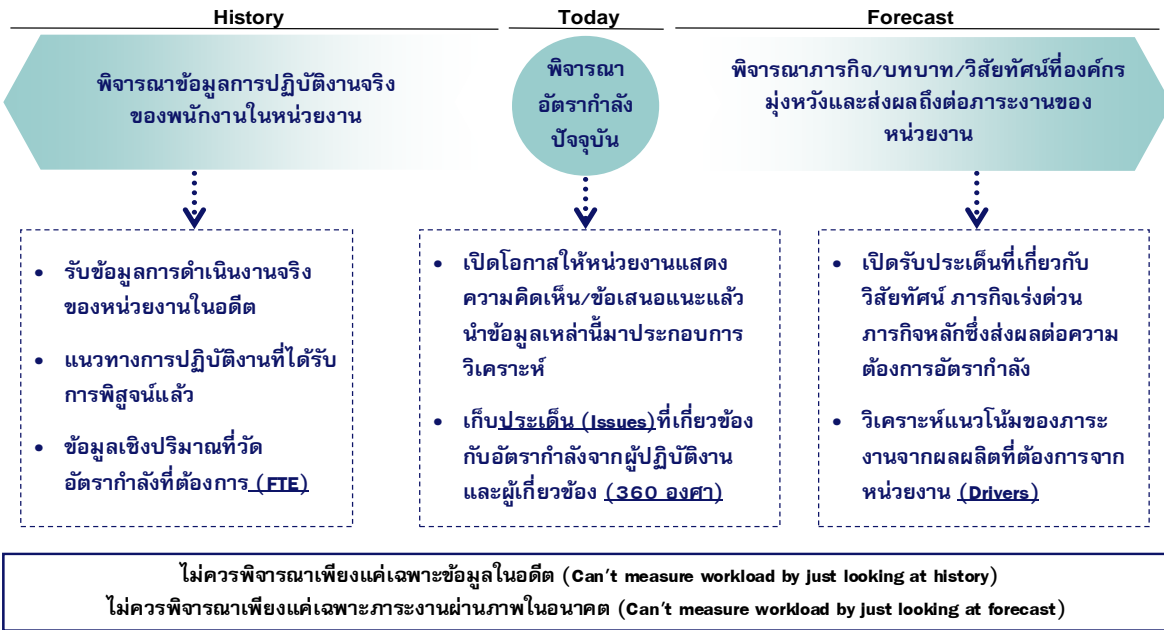 History
พิจารณาข้อมูลการปฏิบัติงานจริง
ของพนักงานในหน่วยงาน
• รับข้อมูลการดำเนินงานจริง
ของหน่วยงานในอดีต
• แนวทางการปฏิบัติงานที่ได้รับ
การพิสูจน์แล้ว
• ข้อมูลเชิงปริมาณที่วัด
อัตรากำลังที่ต้องการ (FTE)
Today
พิจารณา
อัตรากำลัง
ปัจจุบัน
• เปิดโอกาสให้หน่วยงานแสดง
ความคิดเห็น/ข้อเสนอแนะแล้ว
นำข้อมูลเหล่านี้มาประกอบการ
วิเคราะห์
• เก็บประเด็น (Issues)ที่เกี่ยวข้อง
กับอัตรากำลังจากผู้ปฏิบัติงาน
และผู้เกี่ยวข้อง (360 องศา)
Forecast
พิจารณาภารกิจ/บทบาท/วิสัยทัศน์ที่องค์กร
มุ่งหวังและส่งผลถึงต่อภาระงานของ
หน่วยงาน
• เปิดรับประเด็นที่เกี่ยวกับ
วิสัยทัศน์ ภารกิจเร่งด่วน
ภารกิจหลักซึ่งส่งผลต่อความ
ต้องการอัตรากำลัง
• วิเคราะห์แนวโน้มของภาระ
งานจากผลผลิตที่ต้องการจาก
หน่วยงาน (Drivers)
ไม่ควรพิจารณาเพียงแค่เฉพาะข้อมูลในอดีต (Can't measure workload by just looking at history)
ไม่ควรพิจารณาเพียงแค่เฉพาะภาระงานผ่านภาพในอนาคต (Can't measure workload by just looking at forecast)